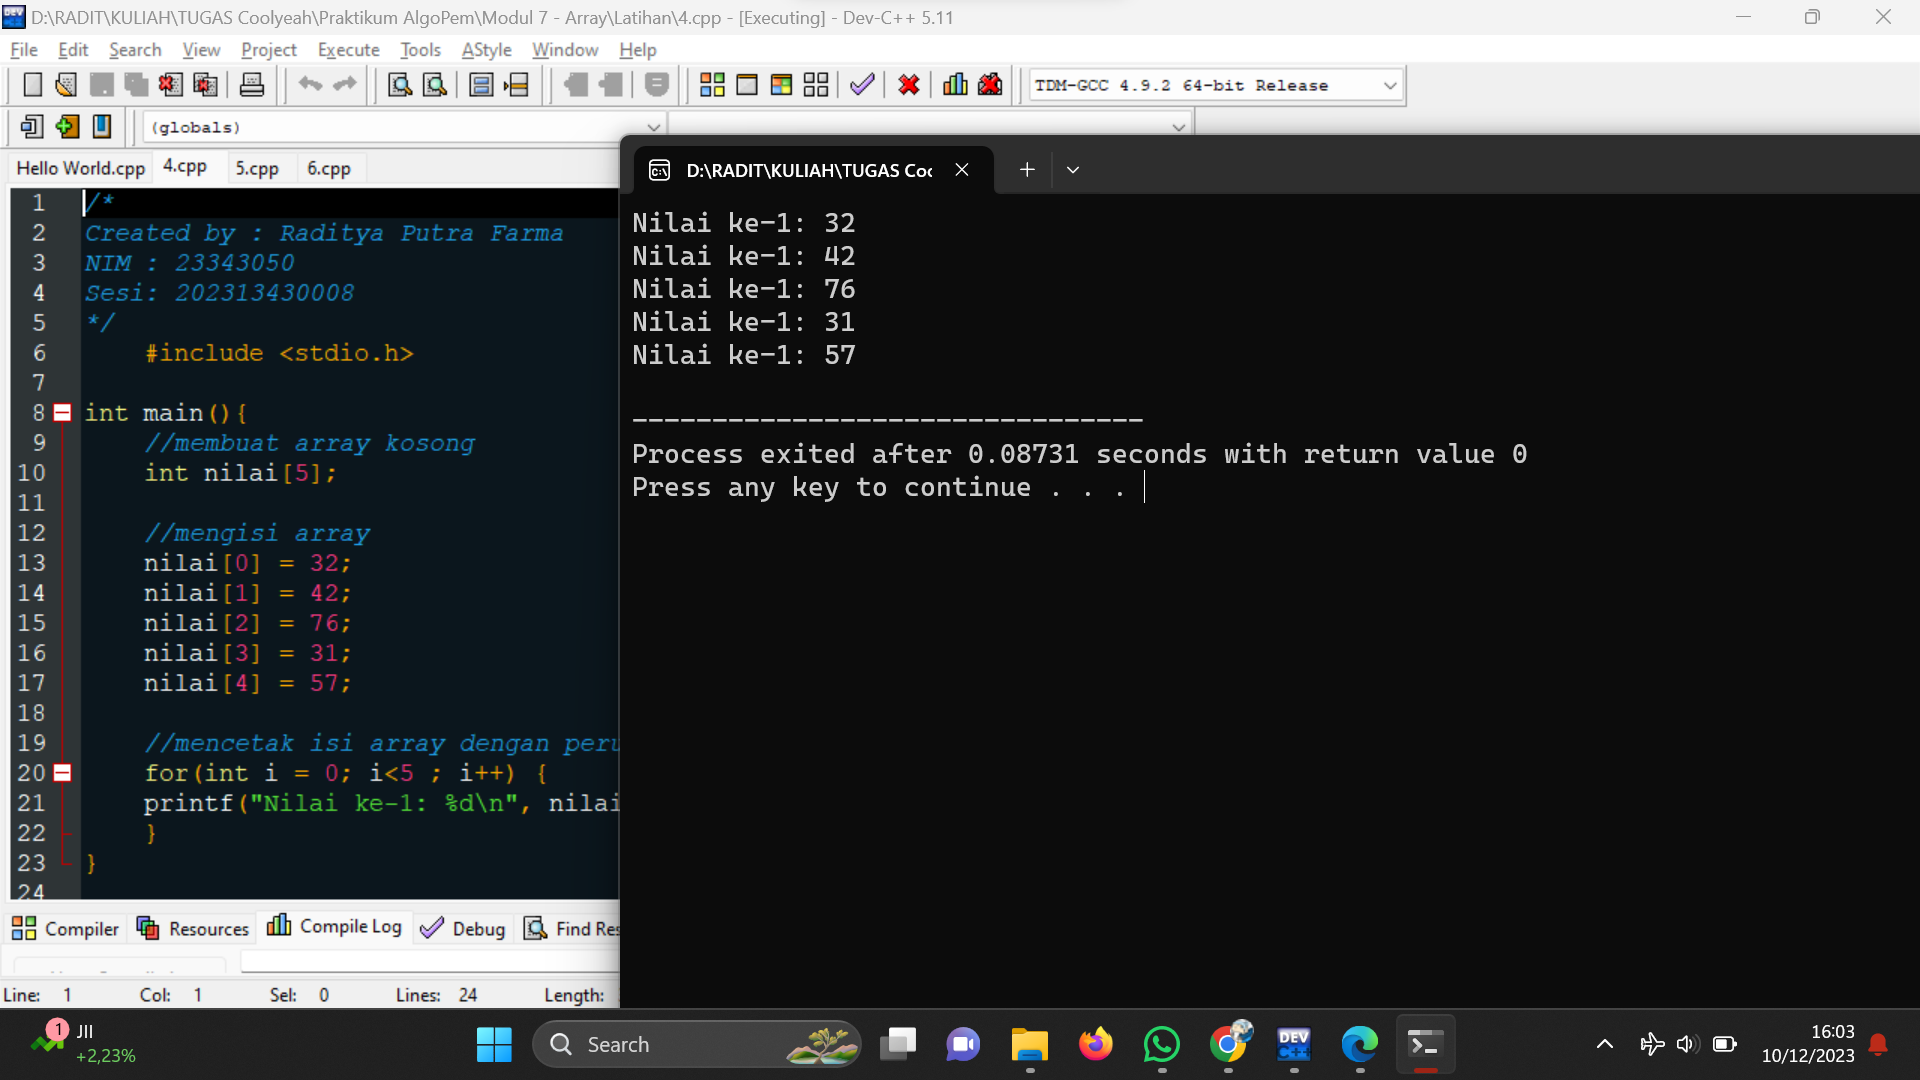 D:\RADIT\KULIAH\TUGAS Coolyeah\Praktikum AlgoPem\Modul 7 - Array\Latihan\4.cpp - [Executing] - Dev-C++ 5.11
File Edit Search View Project Execute Tools AStyle Window Help
TDM-GCC 4.9.2 64-bit Release
(globals)
Hello World.cpp 4.cpp 5.cpp 6.cpp
1 /*
2 Created by : Raditya Putra Farma
3 NIM : 23343050
4 Sesi: 202313430008
5 */
6 #include <stdio.h>
7
8 int main(){
9 //membuat array kosong
10 int nilai[5];
11
12 //mengisi array
13 nilai[0] = 32;
14 nilai[1] = 42;
15 nilai[2] = 76;
16 nilai[3] = 31;
17 nilai[4] = 57;
18
19 //mencetak isi array dengan
20 for(int i = 0; i<5 ; i++) {
21 printf("Nilai ke-1: %d\n", nilai
22 }
23 }
24
D:\RADIT\KULIAH\TUGAS
Nilai ke-1: 32
Nilai ke-1: 42
Nilai ke-1: 76
Nilai ke-1: 31
Nilai ke-1: 57
--------------------------------
Process exited after 0.08731 seconds with return value 0
Press any key to continue . . .
Compiler Resources Compile Log Debug Find
Line: 1 Col: 1 Sel: 0 Lines: 24 Length:
1
JII
+2,23%
Search
DEV
C++
16:03
10/12/2023